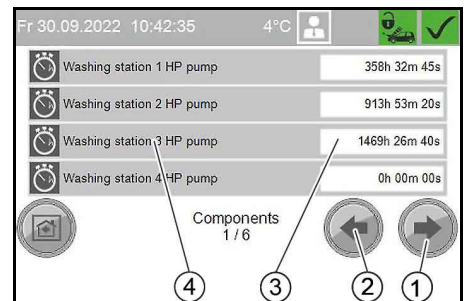 Fr 30.09.2022 10:42:35 4°C
Washing station 1 HP pump 358h 32m 45s
Washing station 2 HP pump 913h 53m 20s
Washing station 3 HP pump 1469h 26m 40s
Washing station 4 HP pump 0h 00m 00s
Components
1 / 6
4 3 2 1